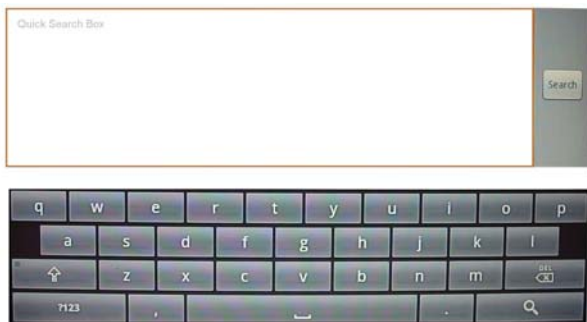 Quick Search Box
Search
q w e r t y u i o p
a s d f g h j k l
z x c v b n m DEL
?123 , .